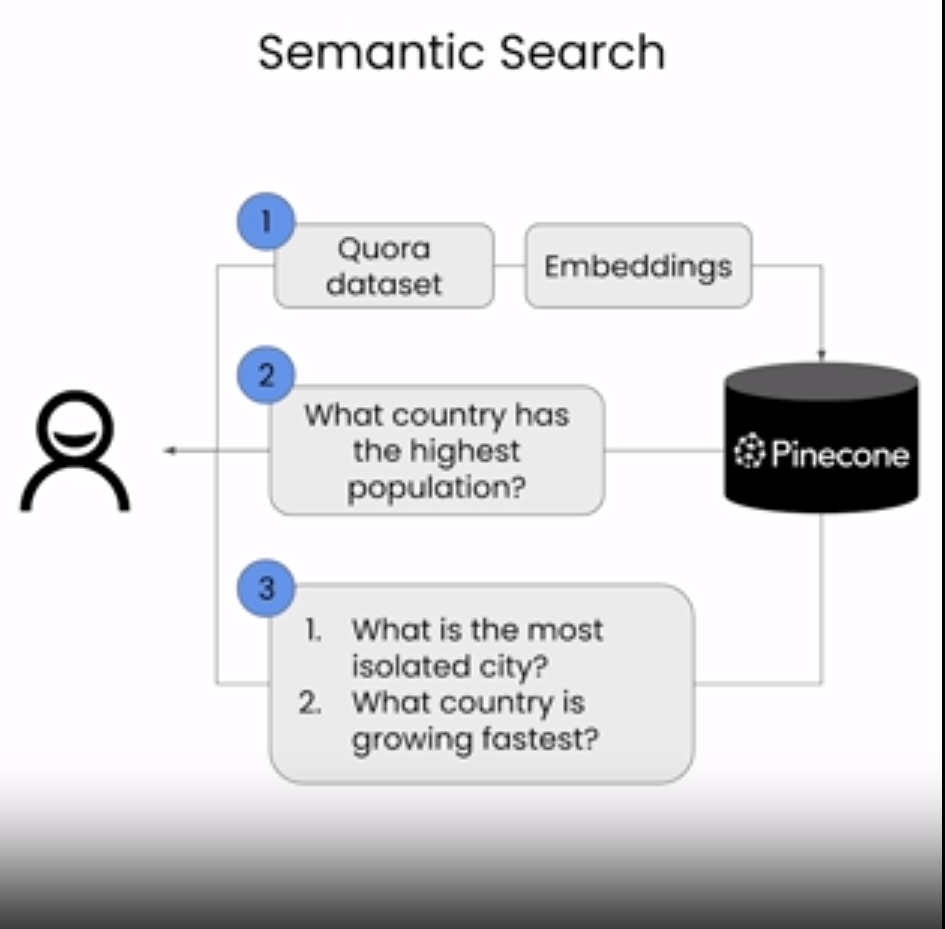 Semantic Search
1
Quora
dataset
Embeddings
2
What country has
the highest
population?
Pinecone
3
1. What is the most
isolated city?
2. What country is
growing fastest?